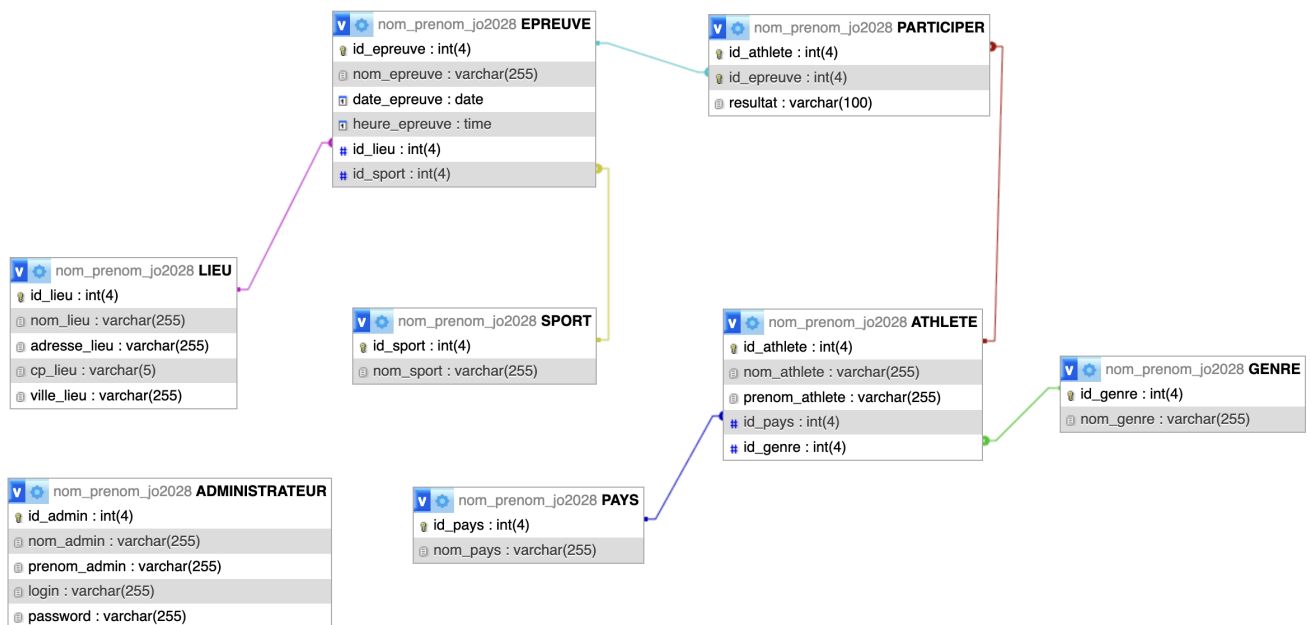 nom_prenom_jo2028 EPREUVE
id_epreuve : int(4)
nom_epreuve : varchar(255)
date_epreuve : date
heure_epreuve : time
id_lieu : int(4)
id_sport : int(4)
nom_prenom_jo2028 PARTICIPER
id_athlete : int(4)
id_epreuve : int(4)
resultat : varchar(100)
nom_prenom_jo2028 LIEU
id_lieu : int(4)
nom_lieu : varchar(255)
adresse_lieu : varchar(255)
cp_lieu : varchar(5)
ville_lieu : varchar(255)
nom_prenom_jo2028 SPORT
id_sport : int(4)
nom_sport : varchar(255)
nom_prenom_jo2028 ATHLETE
id_athlete : int(4)
nom_athlete : varchar(255)
prenom_athlete : varchar(255)
id_pays : int(4)
id_genre : int(4)
nom_prenom_jo2028 GENRE
id_genre : int(4)
nom_genre : varchar(255)
nom_prenom_jo2028 ADMINISTRATEUR
id_admin : int(4)
nom_admin : varchar(255)
prenom_admin : varchar(255)
login : varchar(255)
password : varchar(255)
nom_prenom_jo2028 PAYS
id_pays : int(4)
nom_pays : varchar(255)